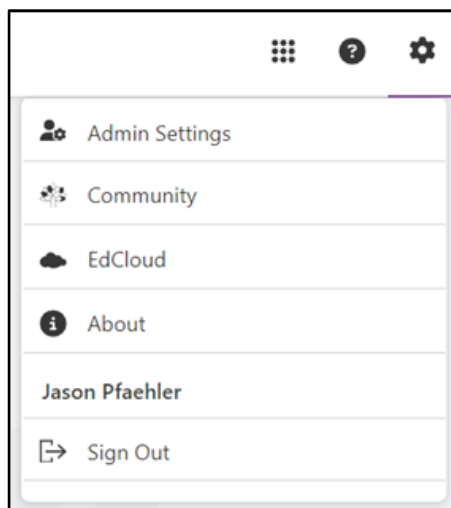 Admin Settings
Community
EdCloud
About
Jason Pfaehler
Sign Out